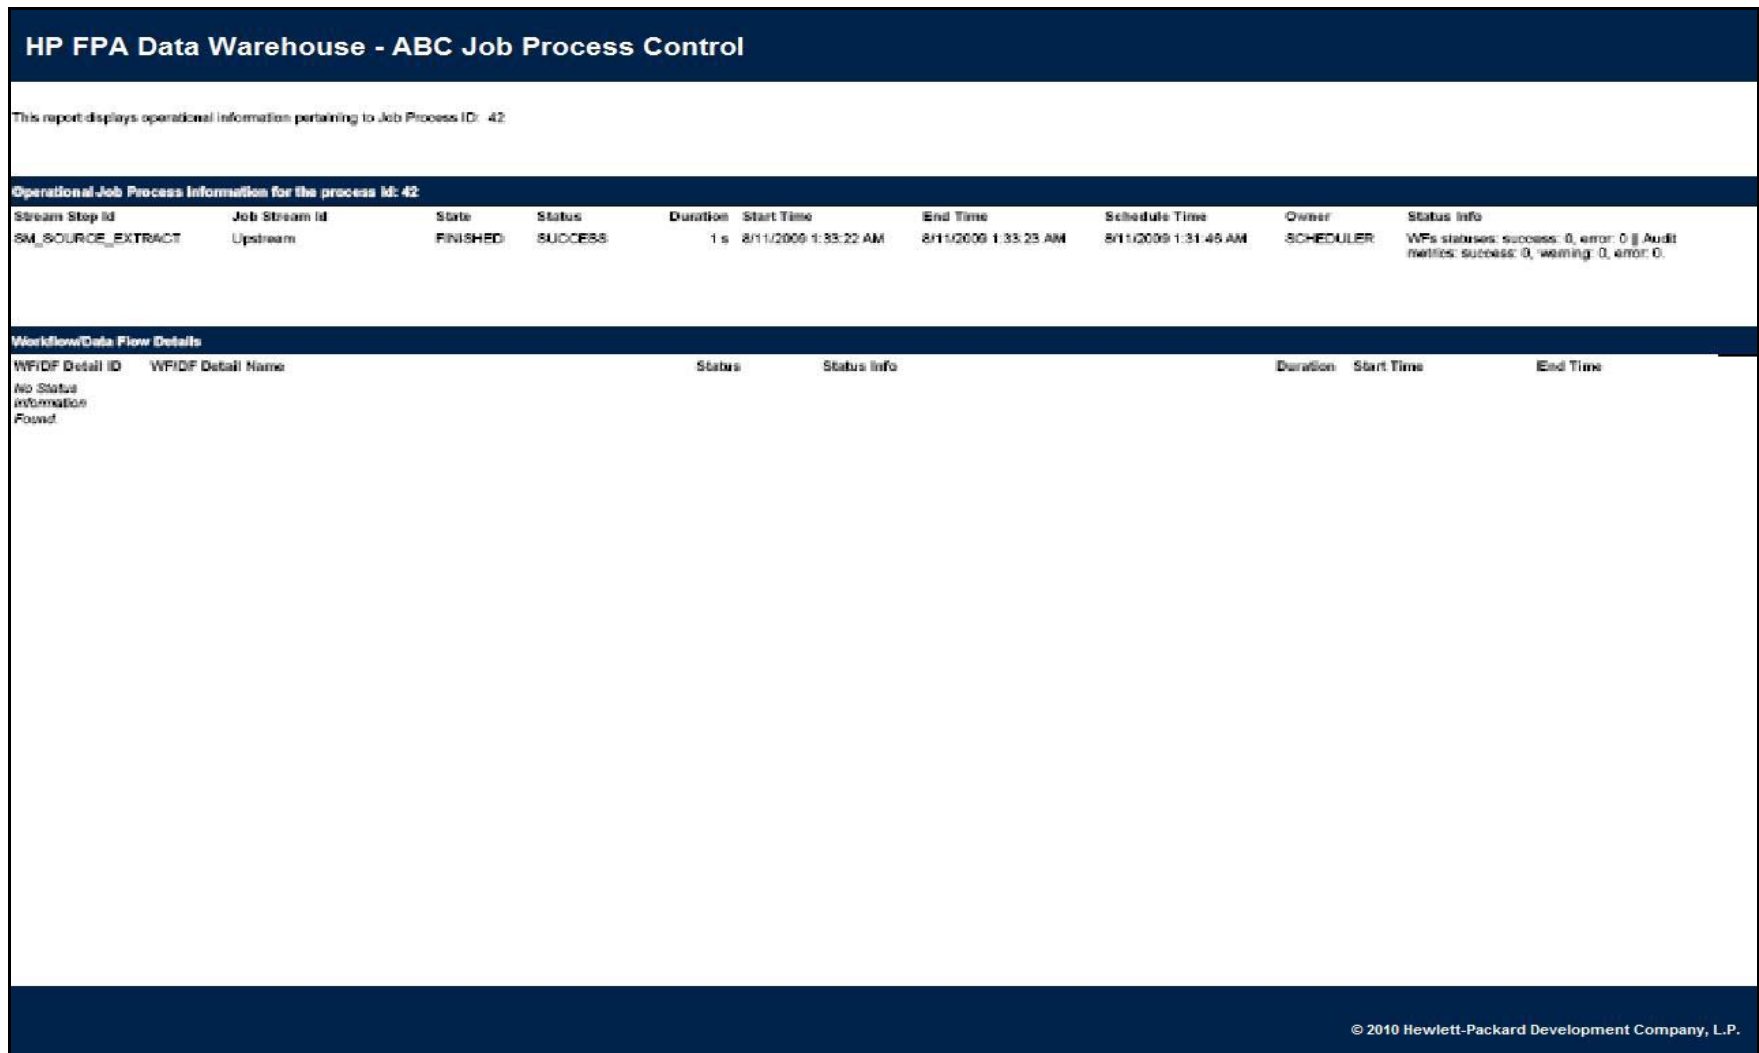 HP FPA Data Warehouse - ABC Job Process Control
This report displays operational information pertaining to Job Process ID: 42
Operational Job Process Information for the process id: 42
Stream Step Id Job Stream Id State Status Duration Start Time End Time Schedule Time Owner Status Info
SM_SOURCE_EXTRACT Upstream FINISHED SUCCESS 1 s 8/11/2009 1:33:22 AM 8/11/2009 1:33:23 AM 8/11/2009 1:31:46 AM SCHEDULER WFs statuses: success: 0, error: 0 || Audit
metrics: success: 0, warning: 0, error: 0.
Workflow/Data Flow Details
WF/DF Detail ID WF/DF Detail Name Status Status Info Duration Start Time End Time
No Status
Information
Found
© 2010 Hewlett-Packard Development Company, L.P.